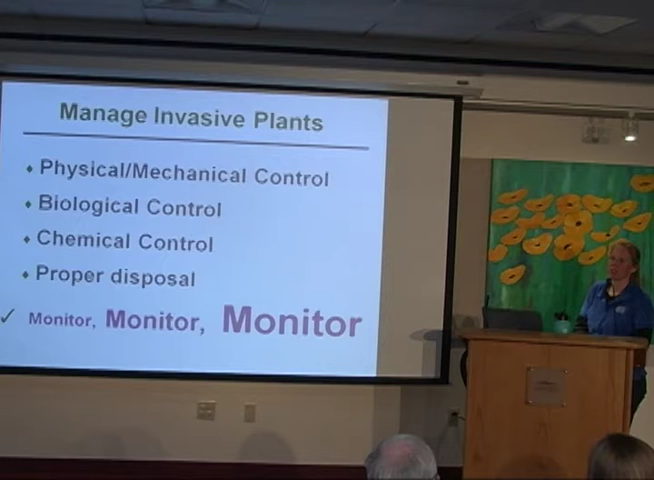 Manage Invasive Plants
Physical/Mechanical Control
Biological Control
Chemical Control
Proper disposal
Monitor, Monitor, Monitor